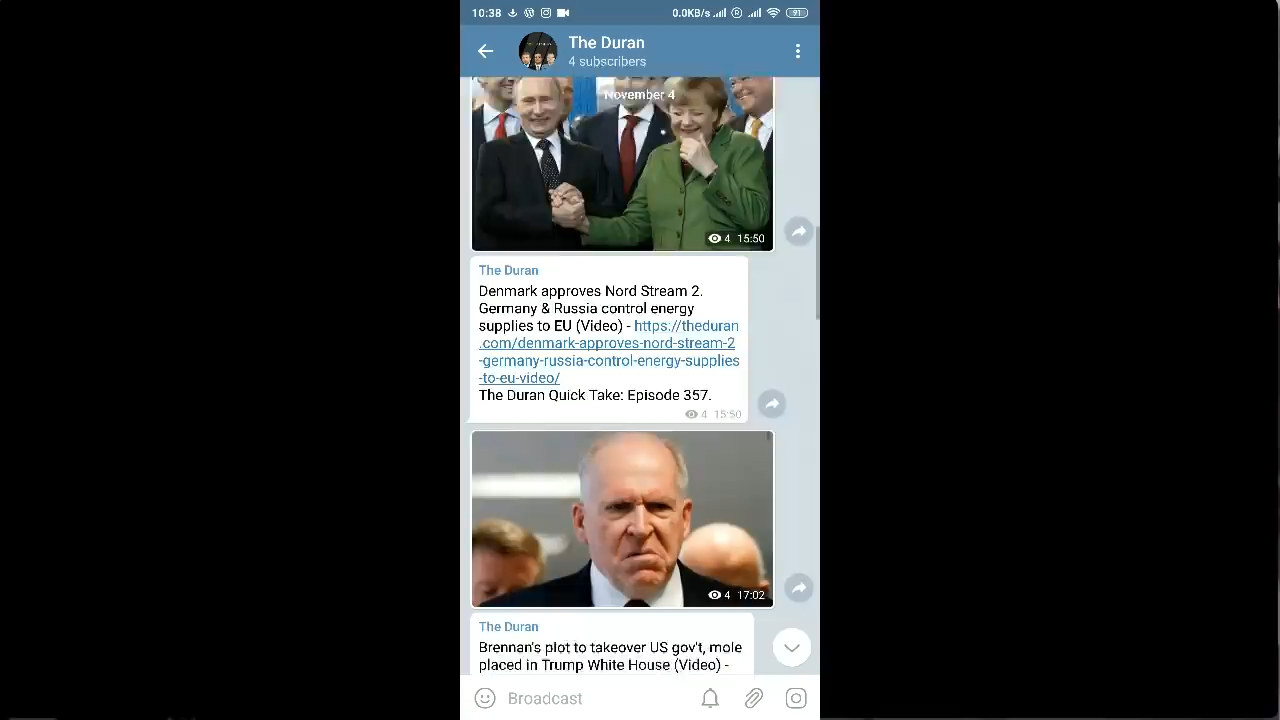 10:38
0.0KB/s
91
The Duran
4 subscribers
November 4
4 15:50
The Duran
Denmark approves Nord Stream 2.
Germany & Russia control energy
supplies to EU (Video) - https://theduran
.com/denmark-approves-nord-stream-2
-germany-russia-control-energy-supplies
-to-eu-video/
The Duran Quick Take: Episode 357.
4 15:50
4 17:02
The Duran
Brennan's plot to takeover US gov't, mole
placed in Trump White House (Video) -
Broadcast